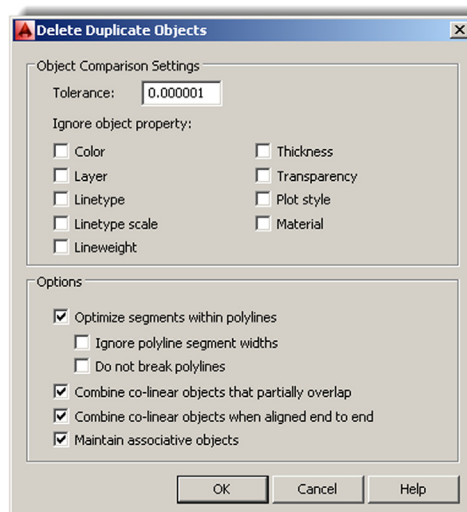 Delete Duplicate Objects
Object Comparison Settings
Tolerance: 0.000001
Ignore object property:
Color
Thickness
Layer
Transparency
Linetype
Plot style
Linetype scale
Material
Lineweight
Options
Optimize segments within polylines
Ignore polyline segment widths
Do not break polylines
Combine co-linear objects that partially overlap
Combine co-linear objects when aligned end to end
Maintain associative objects
OK Cancel Help